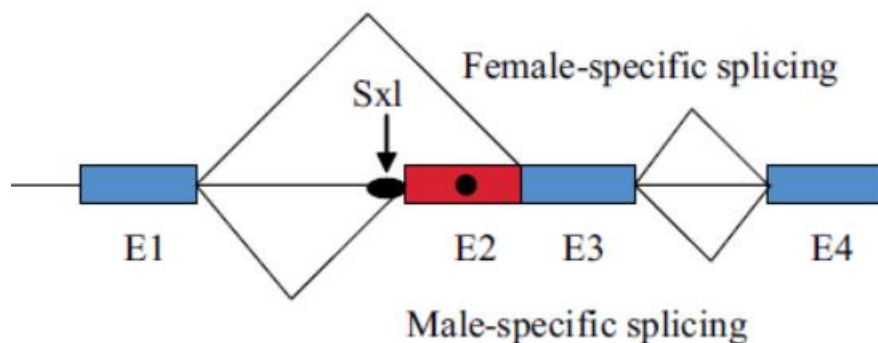 Female-specific splicing
Sxl
E1
E2
E3
E4
Male-specific splicing